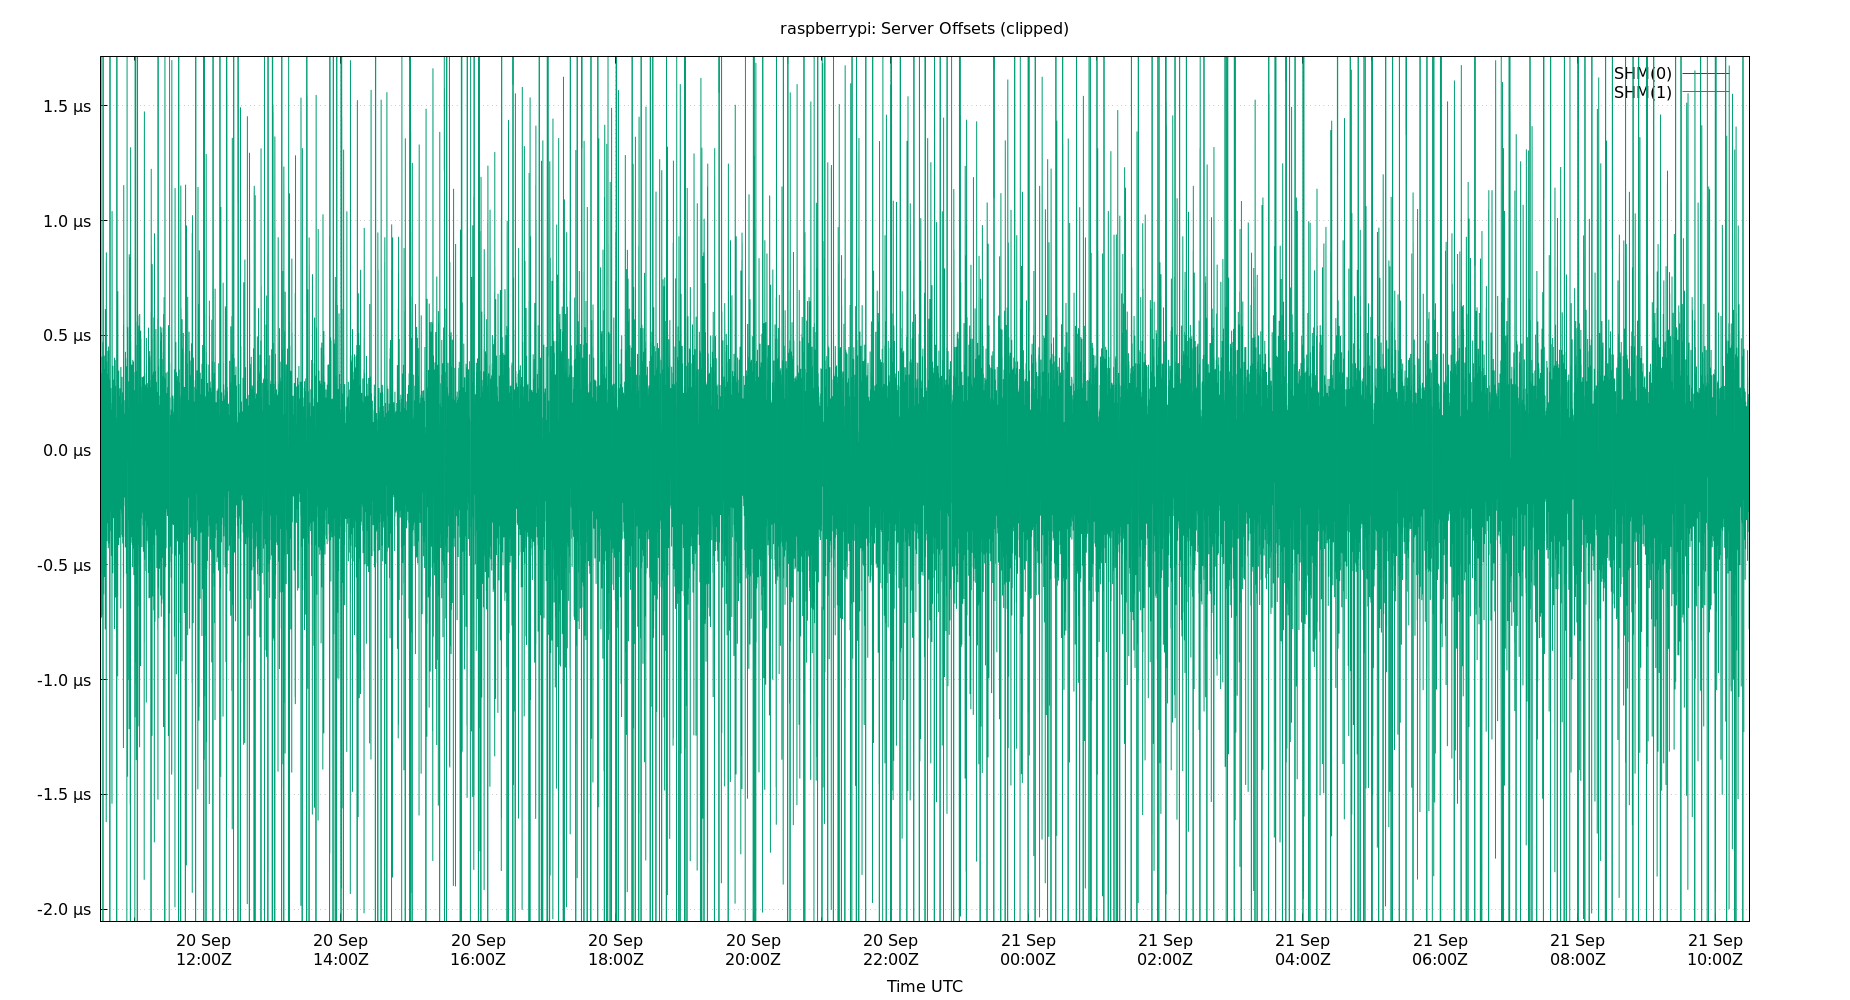 raspberrypi: Server Offsets (clipped)
SHM(0)
SHM(1)
1.5 µs
1.0 µs
0.5 µs
0.0 µs
-0.5 µs
-1.0 µs
-1.5 µs
-2.0 µs
20 Sep 20 Sep 20 Sep 20 Sep 20 Sep 20 Sep 21 Sep 21 Sep 21 Sep 21 Sep 21 Sep 21 Sep
12:00Z 14:00Z 16:00Z 18:00Z 20:00Z 22:00Z 00:00Z 02:00Z 04:00Z 06:00Z 08:00Z 10:00Z
Time UTC